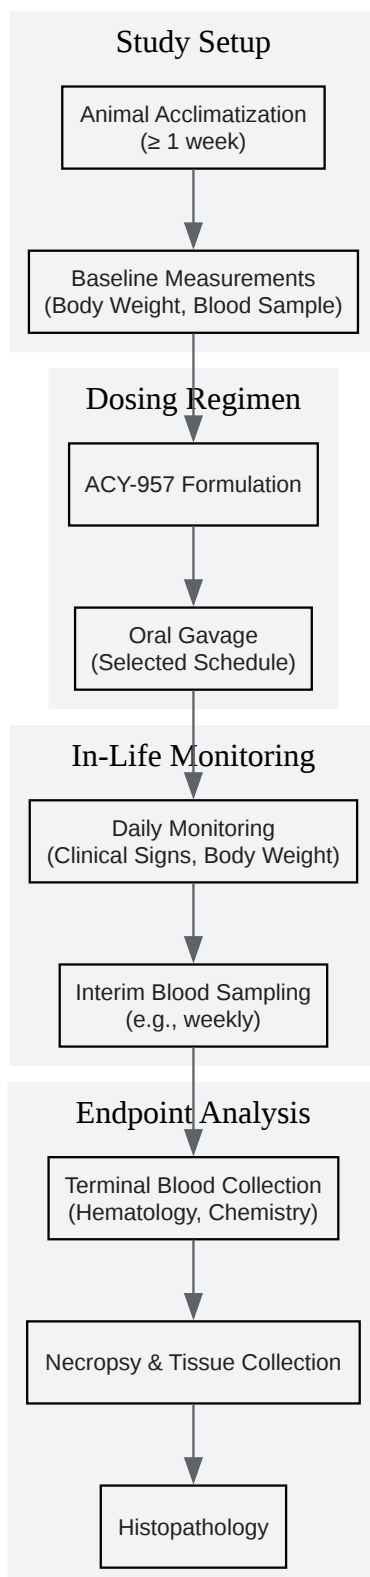 Study Setup
Animal Acclimatization
(≥ 1 week)
Baseline Measurements
(Body Weight, Blood Sample)
Dosing Regimen
ACY-957 Formulation
Oral Gavage
(Selected Schedule)
In-Life Monitoring
Daily Monitoring
(Clinical Signs, Body Weight)
Interim Blood Sampling
(e.g., weekly)
Endpoint Analysis
Terminal Blood Collection
(Hematology, Chemistry)
Necropsy & Tissue Collection
Histopathology